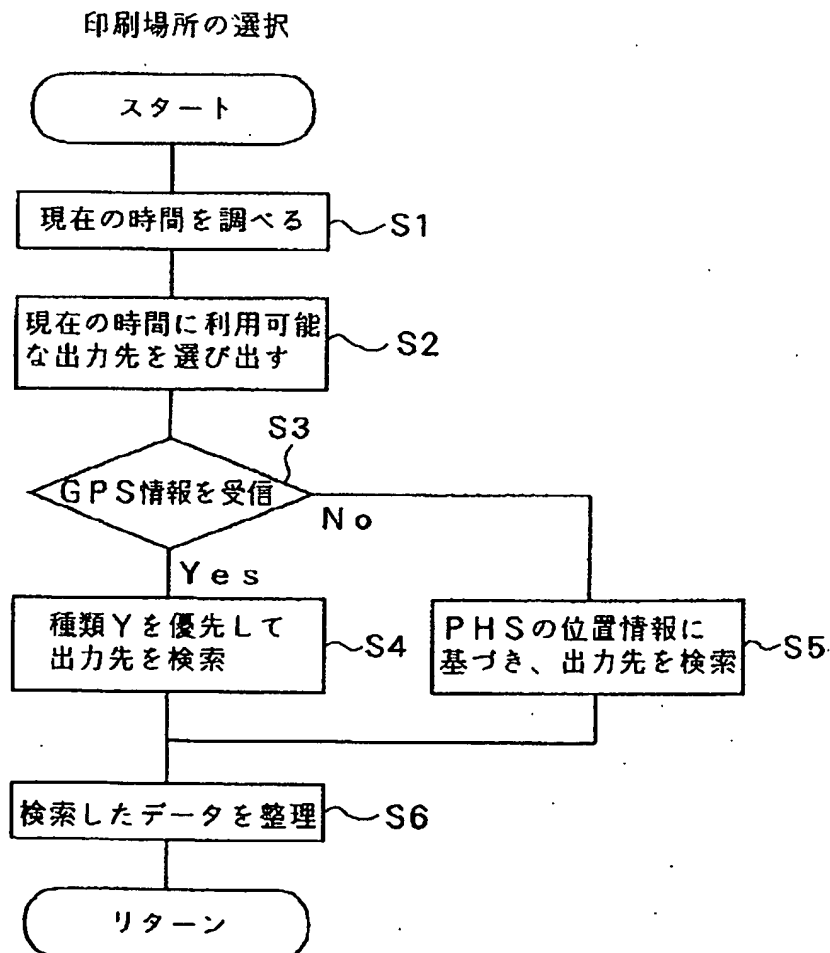 印刷場所の選択
スタート
現在の時間を調べる
S1
現在の時間に利用可能
な出力先を選び出す
S2
S3
GPS情報を受信
No
Yes
種類Yを優先して
出力先を検索
S4
PHSの位置情報に
基づき、出力先を検索
S5
検索したデータを整理
S6
リターン